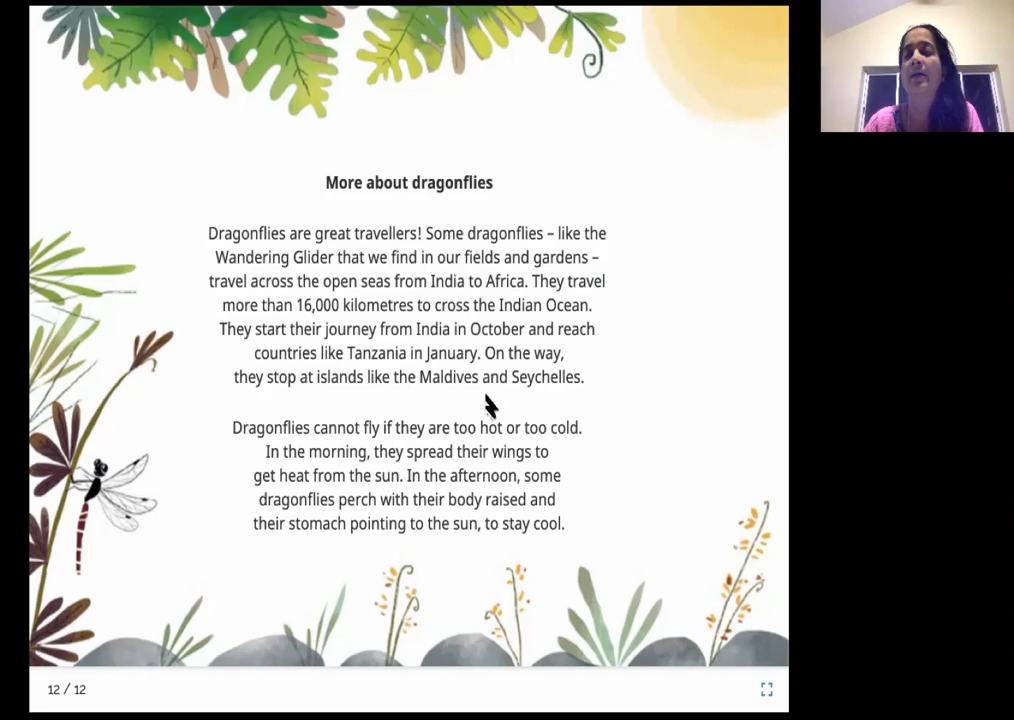 More about dragonflies
Dragonflies are great travellers! Some dragonflies – like the
Wandering Glider that we find in our fields and gardens –
travel across the open seas from India to Africa. They travel
more than 16,000 kilometres to cross the Indian Ocean.
They start their journey from India in October and reach
countries like Tanzania in January. On the way,
they stop at islands like the Maldives and Seychelles.
Dragonflies cannot fly if they are too hot or too cold.
In the morning, they spread their wings to
get heat from the sun. In the afternoon, some
dragonflies perch with their body raised and
their stomach pointing to the sun, to stay cool.
12 / 12